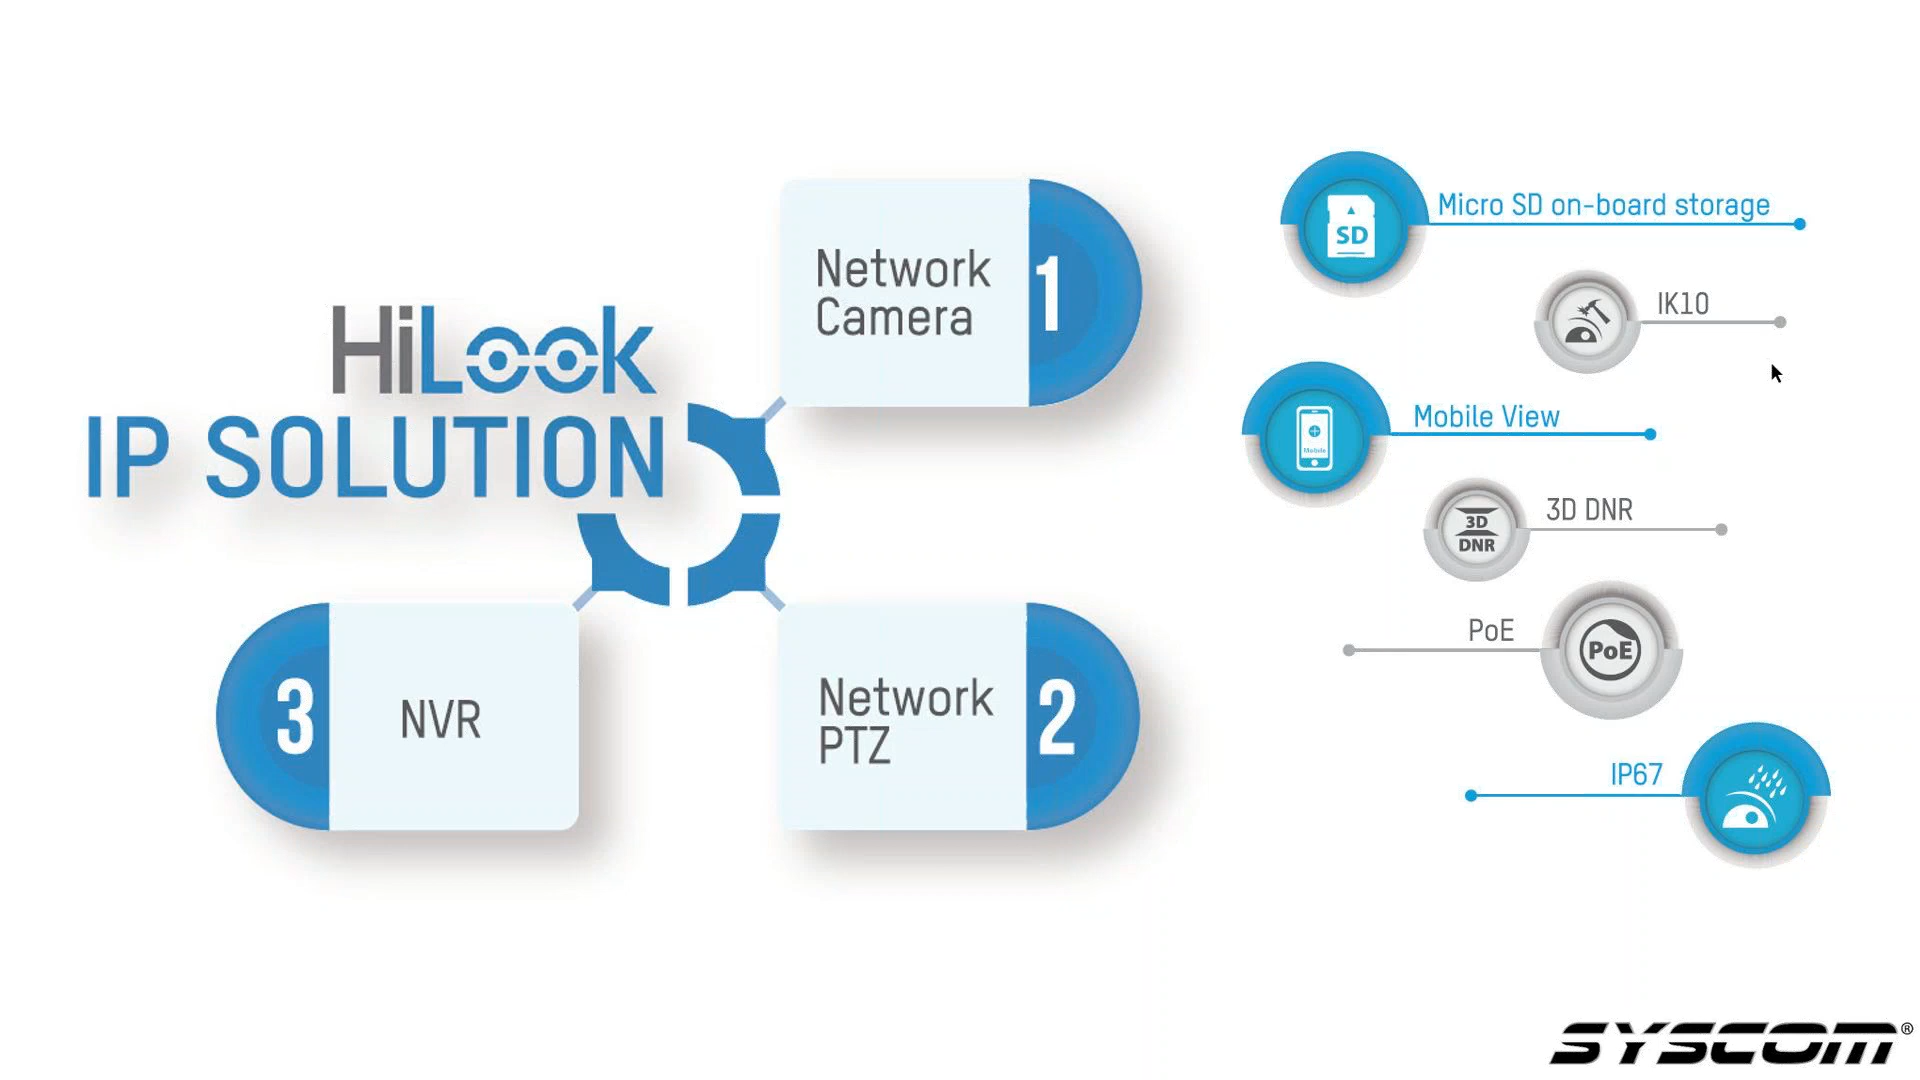 HiLook
IP SOLUTION
Network
Camera
1
Network
PTZ
2
3
NVR
SD
Micro SD on-board storage
IK10
Mobile
Mobile View
3D
DNR
3D DNR
PoE
PoE
IP67
SYSCOM®